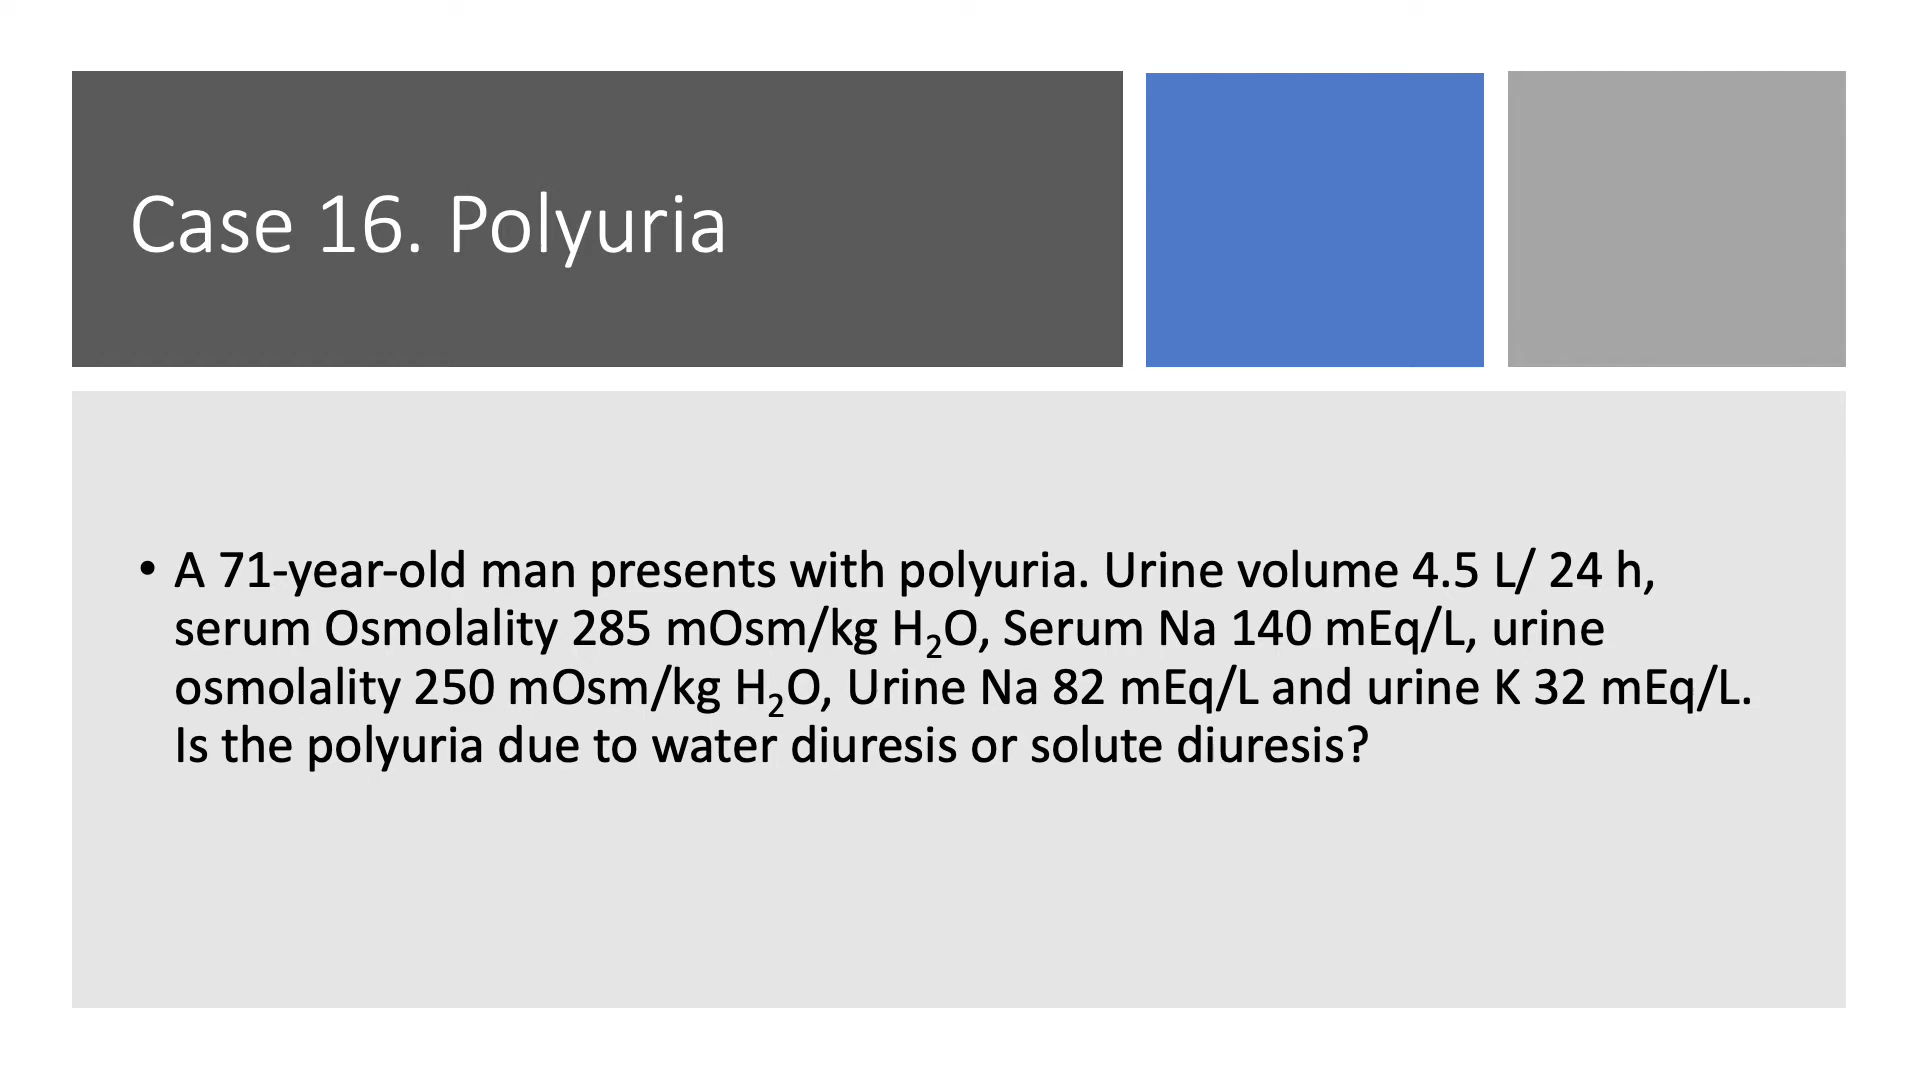 Case 16. Polyuria
• A 71-year-old man presents with polyuria. Urine volume 4.5 L/ 24 h,
serum Osmolality 285 mOsm/kg H₂O, Serum Na 140 mEq/L, urine
osmolality 250 mOsm/kg H₂O, Urine Na 82 mEq/L and urine K 32 mEq/L.
Is the polyuria due to water diuresis or solute diuresis?